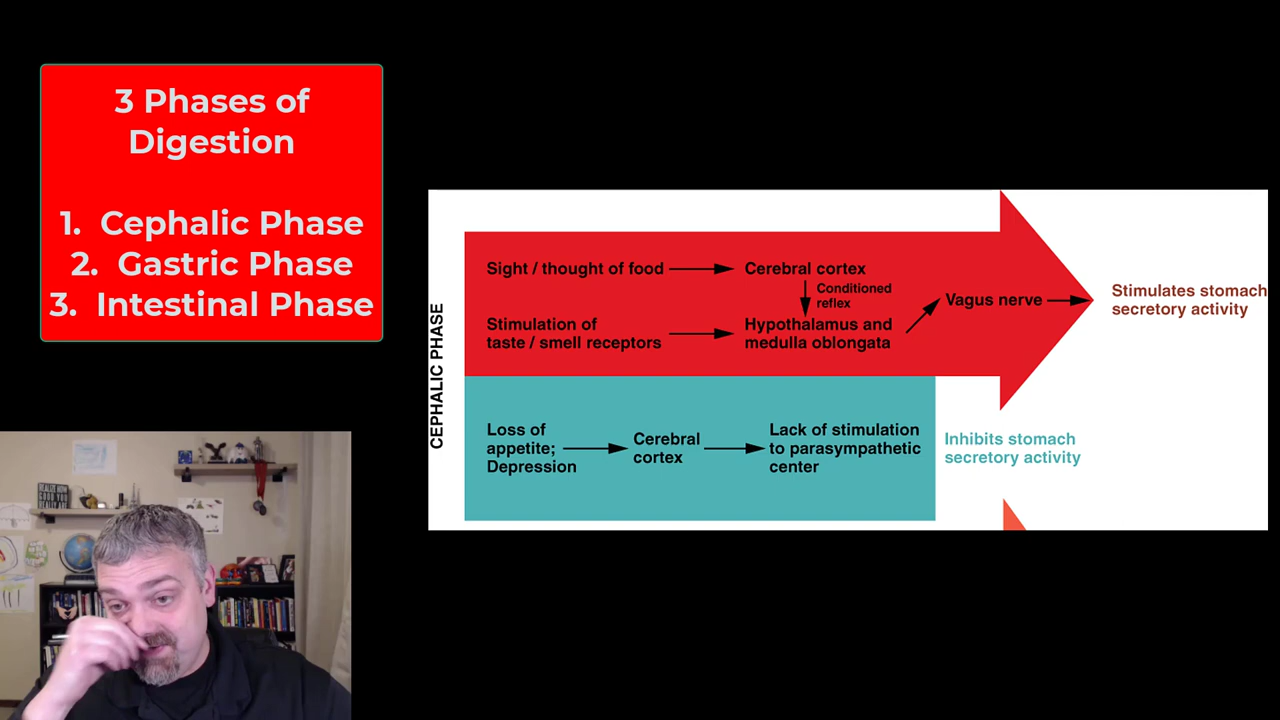 3 Phases of
Digestion
1. Cephalic Phase
2. Gastric Phase
3. Intestinal Phase
CEPHALIC PHASE
Sight / thought of food
Cerebral cortex
Conditioned
reflex
Stimulation of
taste / smell receptors
Hypothalamus and
medulla oblongata
Vagus nerve
Stimulates stomach
secretory activity
Loss of
appetite;
Depression
Cerebral
cortex
Lack of stimulation
to parasympathetic
center
Inhibits stomach
secretory activity